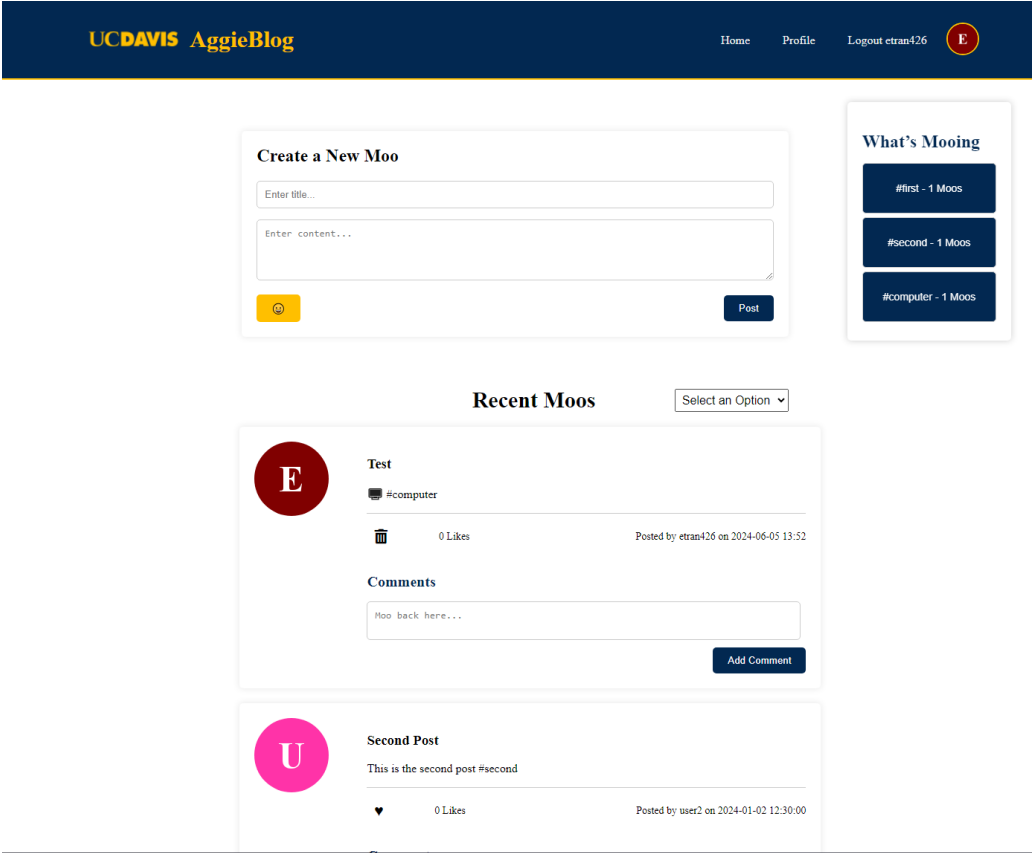 UCDAVIS AggieBlog
Home Profile Logout etran426 E
Create a New Moo
Enter title...
Enter content...
Post
What's Mooing
#first - 1 Moos
#second - 1 Moos
#computer - 1 Moos
Recent Moos Select an Option
E
Test
#computer
0 Likes Posted by etran426 on 2024-06-05 13:52
Comments
Moo back here...
Add Comment
U
Second Post
This is the second post #second
♥ 0 Likes Posted by user2 on 2024-01-02 12:30:00